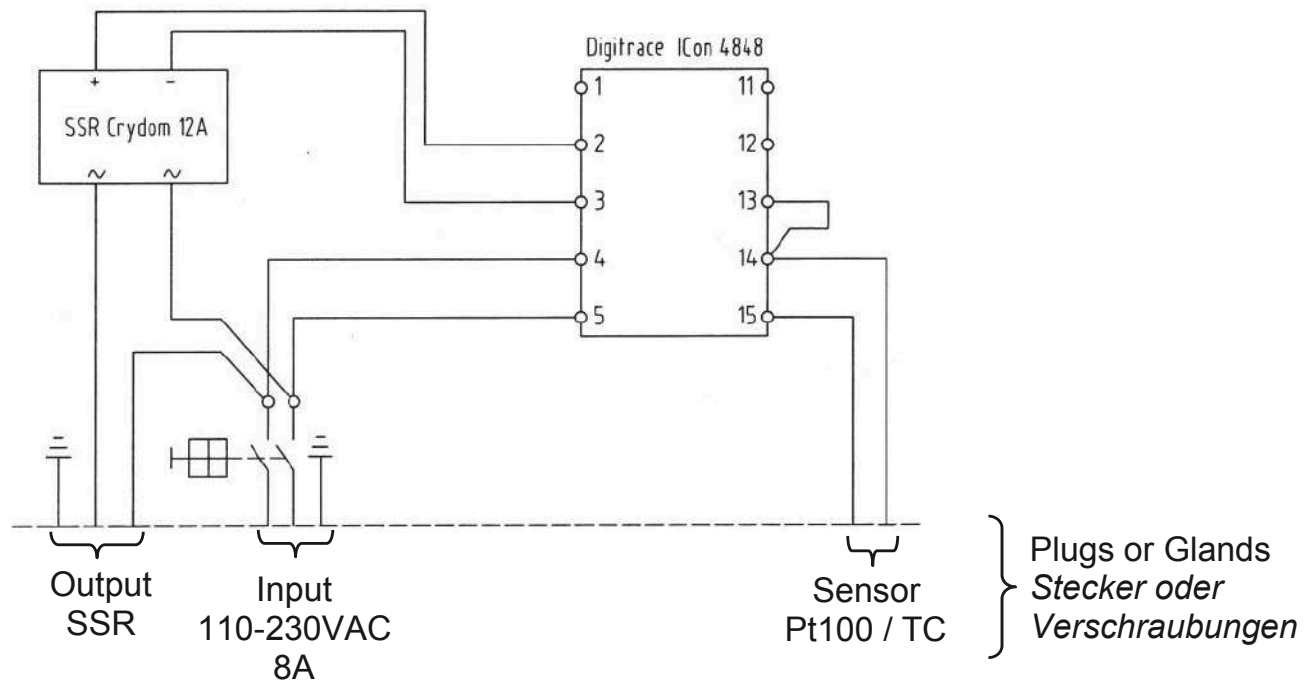 Digitrace ICon 4848
+ -
SSR Crydom 12A
~ ~
1 11
2 12
3 13
4 14
5 15
Output
SSR
Input
110-230VAC
8A
Sensor
Pt100 / TC
Plugs or Glands
Stecker oder
Verschraubungen